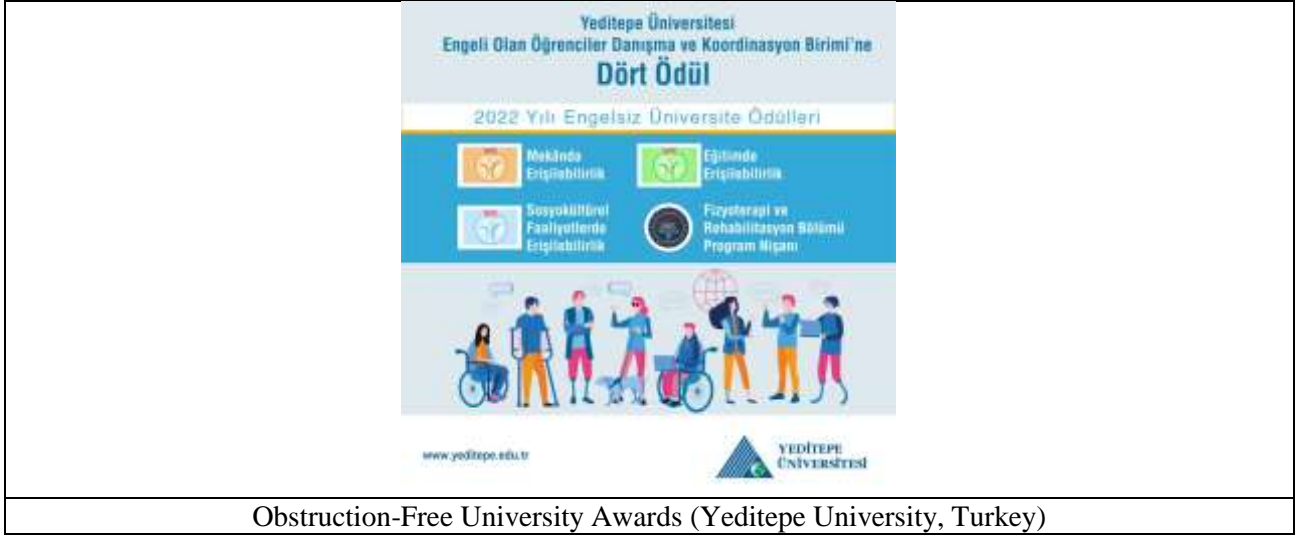 Yeditepe Üniversitesi
Engeli Olan Öğrenciler Danışma ve Koordinasyon Birimi'ne
Dört Ödül
2022 Yılı Engelsiz Üniversite Ödülleri
Mekânda
Erişilebilirlik
Eğitimde
Erişilebilirlik
Sosyokültürel
Faaliyetlerde
Erişilebilirlik
Fizyoterapi ve
Rehabilitasyon Bölümü
Program Nişanı
www.yeditepe.edu.tr
YEDİTEPE
ÜNİVERSİTESİ
Obstruction-Free University Awards (Yeditepe University, Turkey)